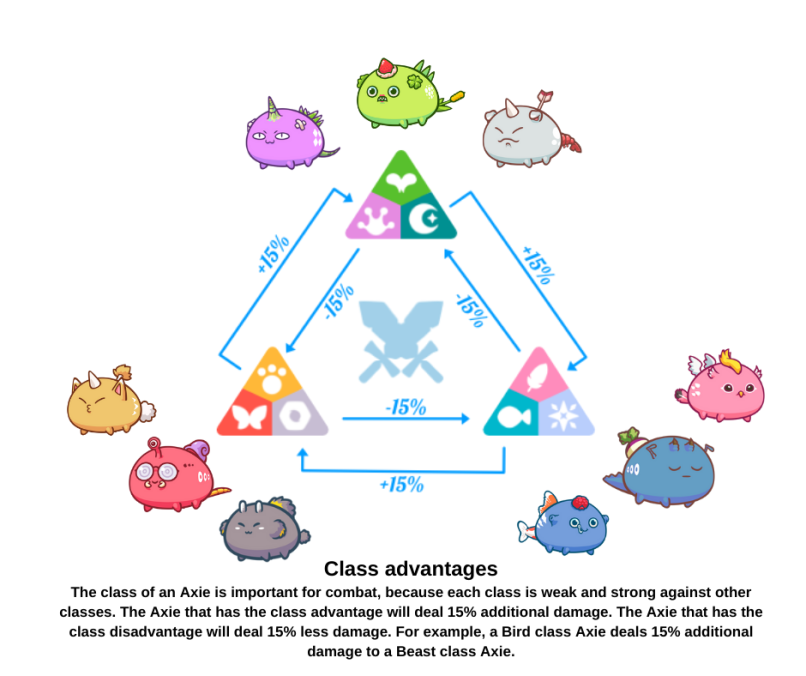 +15%
+15%
-15%
-15%
-15%
+15%
Class advantages
The class of an Axie is important for combat, because each class is weak and strong against other
classes. The Axie that has the class advantage will deal 15% additional damage. The Axie that has the
class disadvantage will deal 15% less damage. For example, a Bird class Axie deals 15% additional
damage to a Beast class Axie.